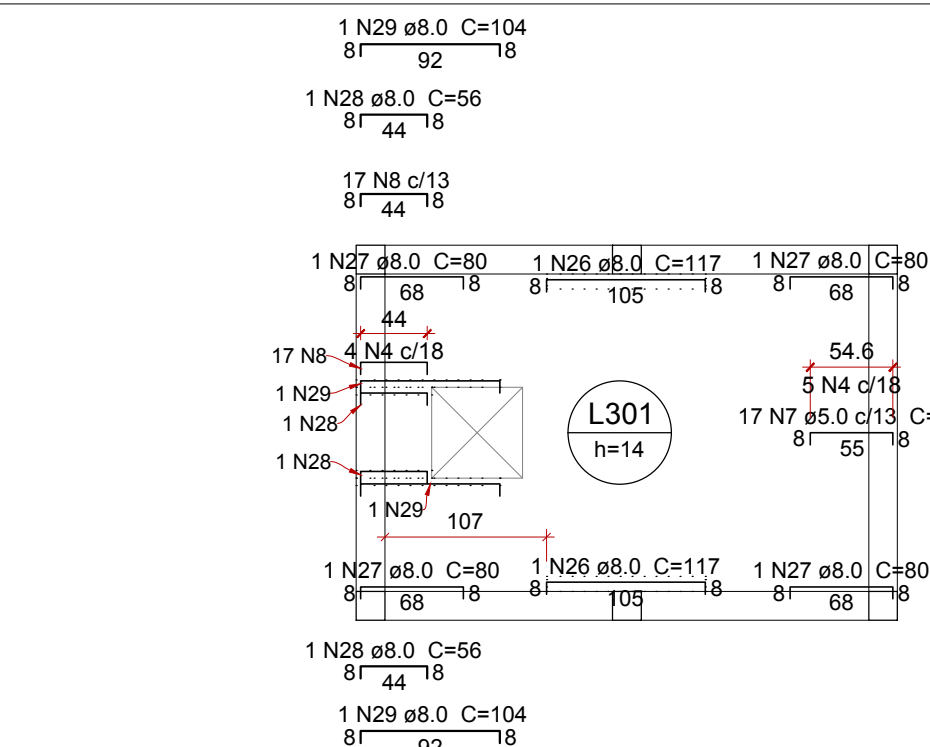 1 N29 ø8.0 C=104
8 92 8
1 N28 ø8.0 C=56
8 44 8
17 N8 c/13
8 44 8
1 N27 ø8.0 C=80
8 68 8
1 N26 ø8.0 C=117
8 105 8
1 N27 ø8.0 C=80
8 68 8
44
17 N8
4 N4 c/18
1 N29
1 N28
L301
h=14
54.6
5 N4 c/18
17 N7 ø5.0 c/13 C=
8 55 8
1 N28
1 N29
107
1 N27 ø8.0 C=80
8 68 8
1 N26 ø8.0 C=117
8 105 8
1 N27 ø8.0 C=80
8 68 8
1 N28 ø8.0 C=56
8 44 8
1 N29 ø8.0 C=104
8 92 8